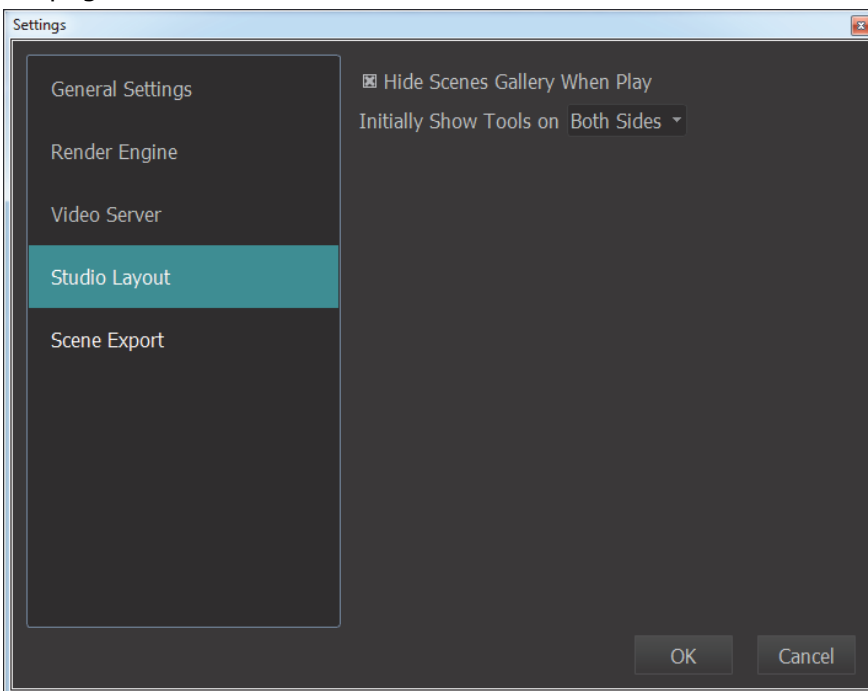 Settings
General Settings
Render Engine
Video Server
Studio Layout
Scene Export
Hide Scenes Gallery When Play
Initially Show Tools on Both Sides
OK Cancel